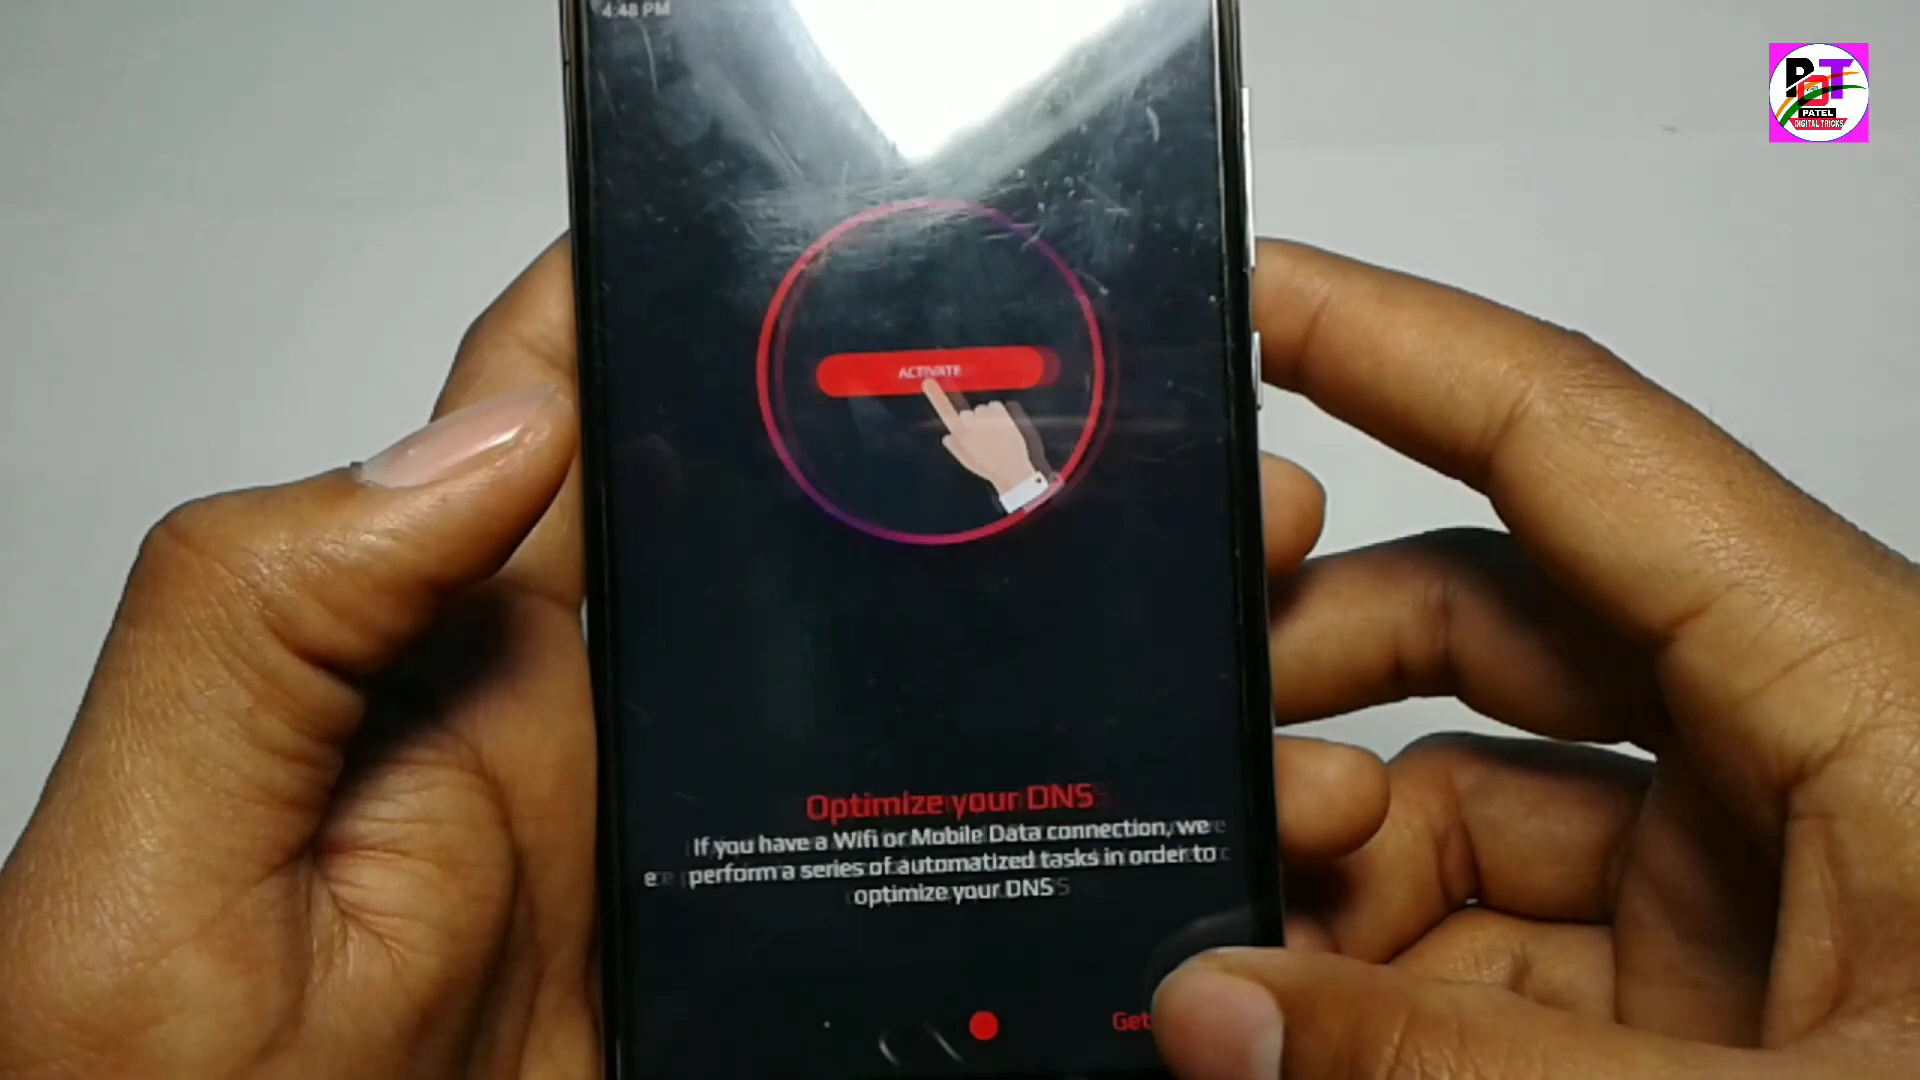 4:48 PM
PDT
PATEL
DIGITAL TRICKS
ACTIVATE
Optimize your DNS
If you have a Wifi or Mobile Data connection, we
perform a series of automatized tasks in order to
optimize your DNS
Get